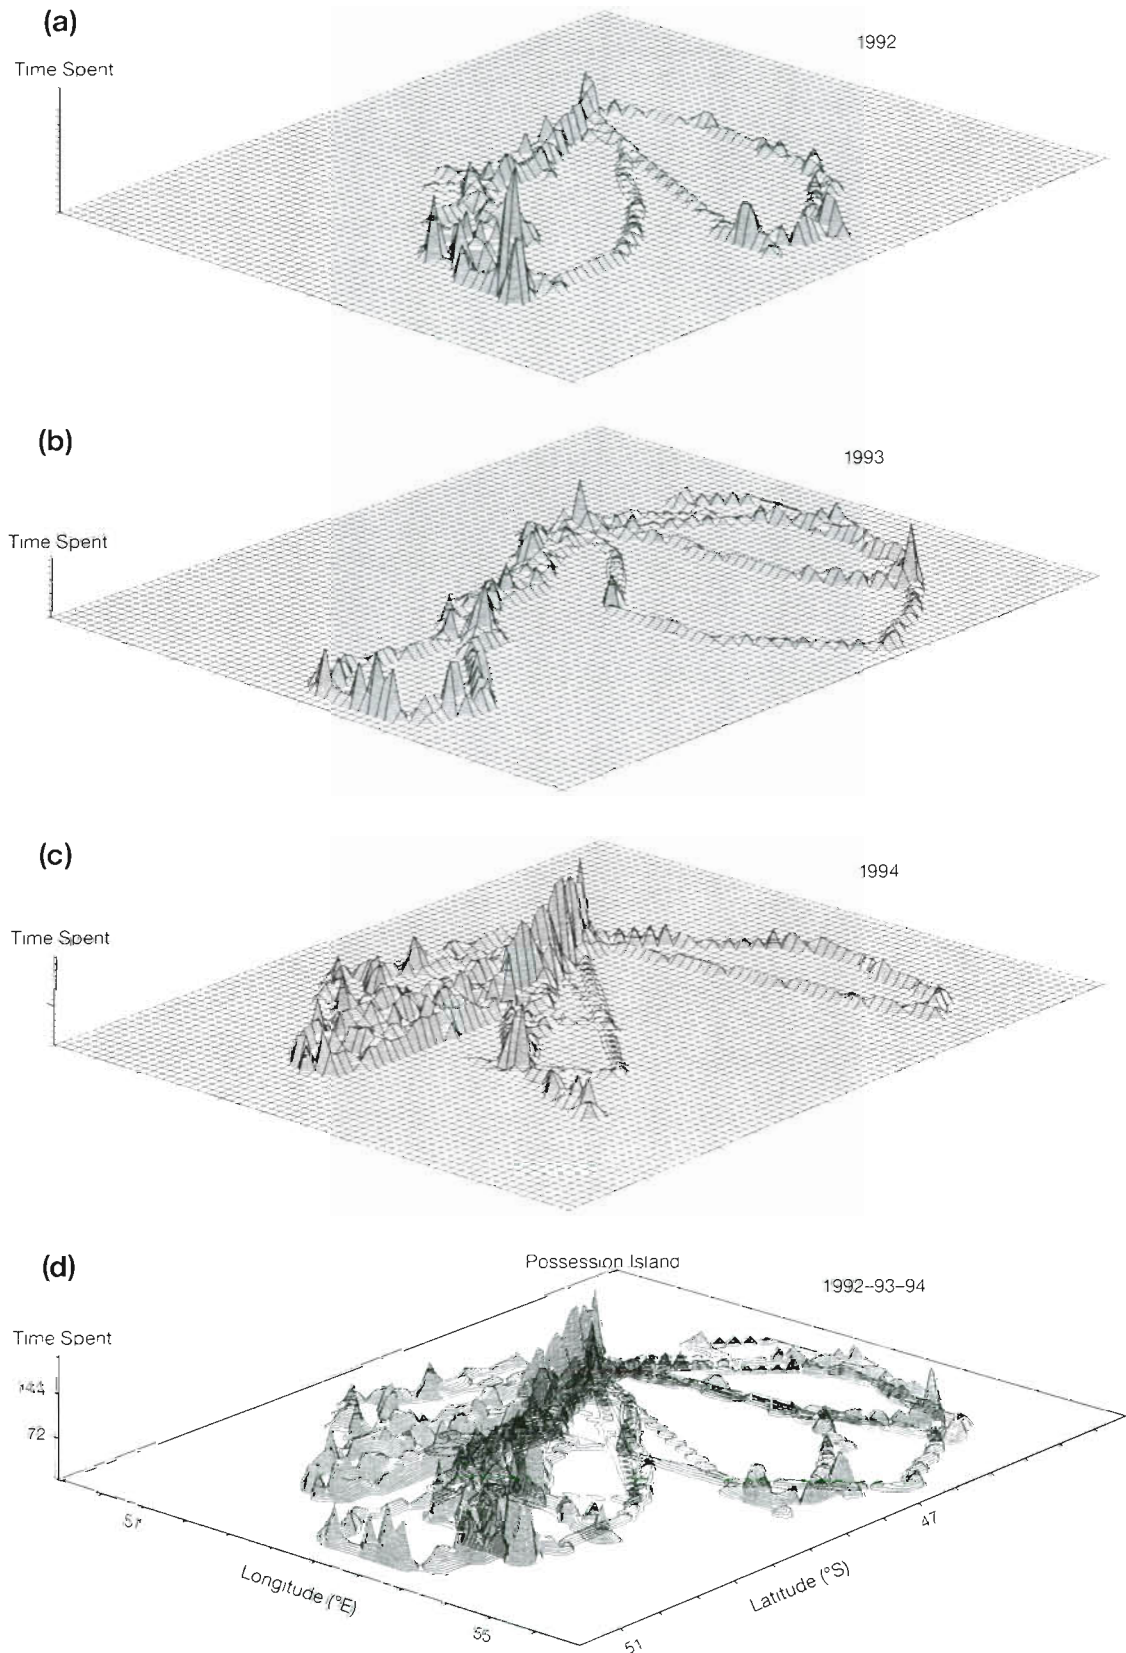 (a)
1992
Time Spent
(b)
1993
Time Spent
(c)
1994
Time Spent
(d)
Possession Island
1992-93-94
Time Spent
144
72
51
Longitude (°E)
55
47
Latitude (°S)
51